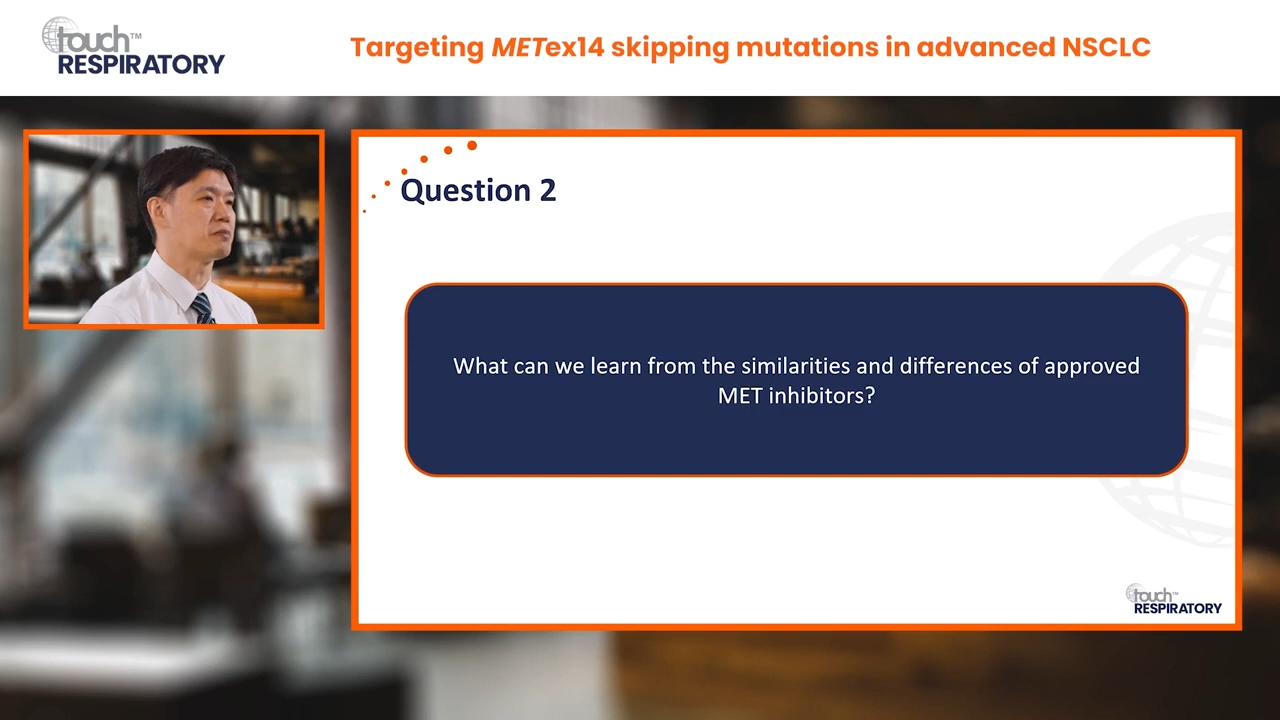 touch™
RESPIRATORY
Targeting METex14 skipping mutations in advanced NSCLC
Question 2
What can we learn from the similarities and differences of approved
MET inhibitors?
touch™
RESPIRATORY